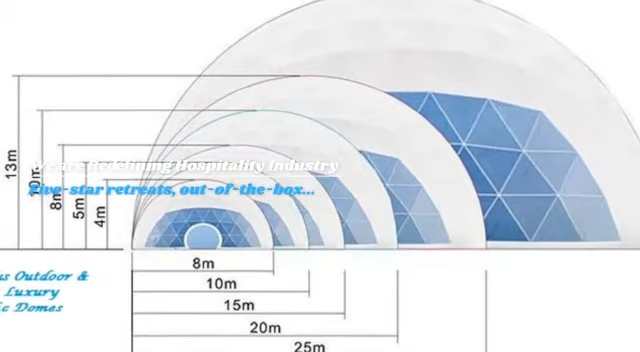 Redefining Hospitality Industry
Five-star retreats, out-of-the-box...
13m
8m
5m
4m
8m
10m
15m
20m
25m
Outdoor &
Luxury
Domes